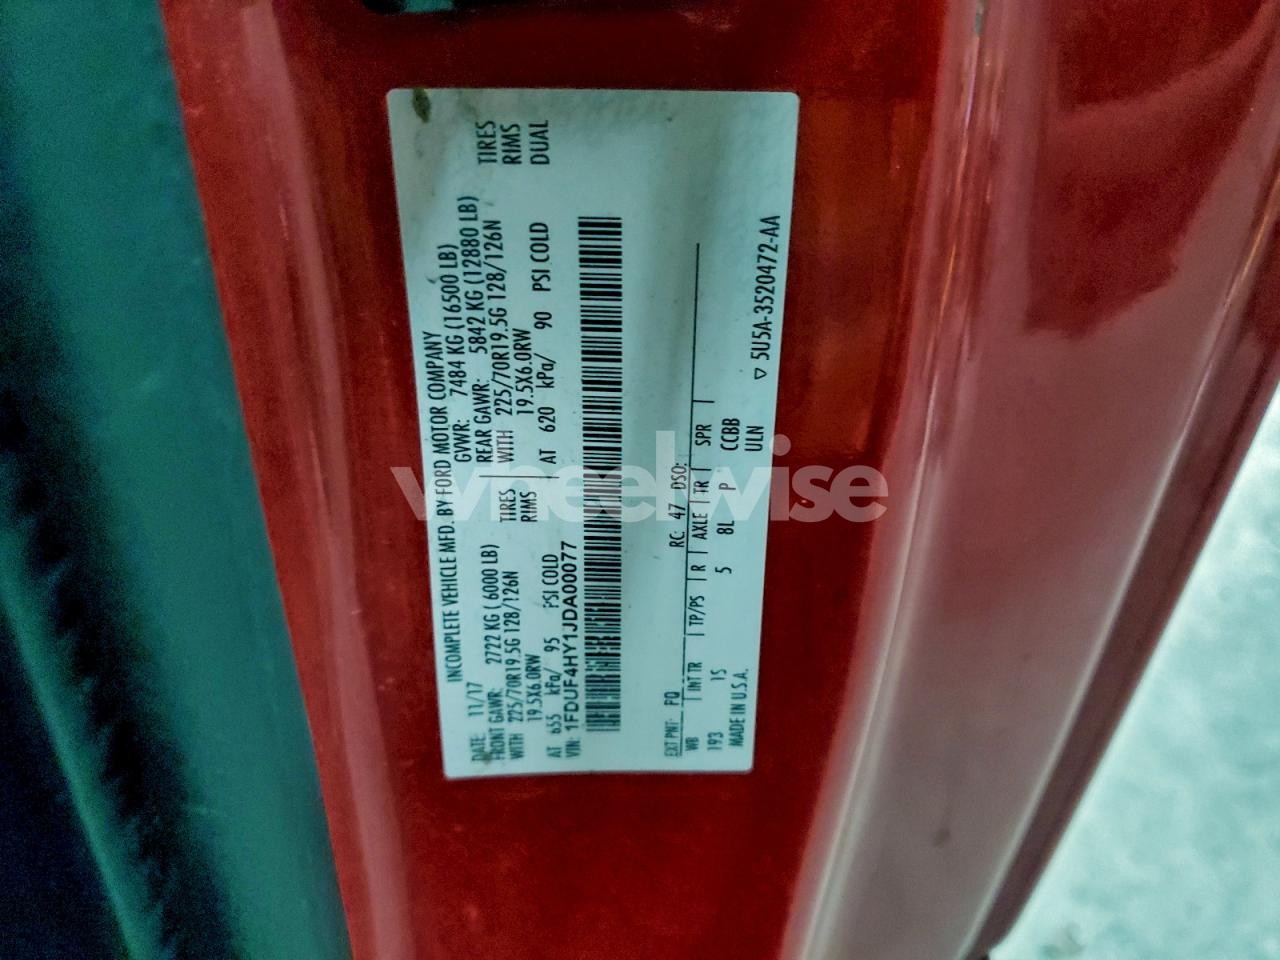 INCOMPLETE VEHICLE MFD. BY FORD MOTOR COMPANY
DATE: 11/17 GVWR: 7484 KG (16500 LB)
FRONT GAWR: 2722 KG ( 6000 LB) REAR GAWR: 5842 KG (12880 LB)
WITH 225/70R19.5G 128/126N TIRES WITH 225/70R19.5G 128/126N TIRES
19.5X6.0RW RIMS 19.5X6.0RW RIMS
AT 655 kPa/ 95 PSI COLD AT 620 kPa/ 90 PSI COLD DUAL
VIN: 1FDUF4HY1JDA00077
EXT PNT: PQ RC: 47 DSO:
WB INT TR TP/PS R AXLE TR SPR
193 15 5 8L P CCBB
MADE IN U.S.A. ULN
▽ 5U5A-3520472-AA
wheelwise